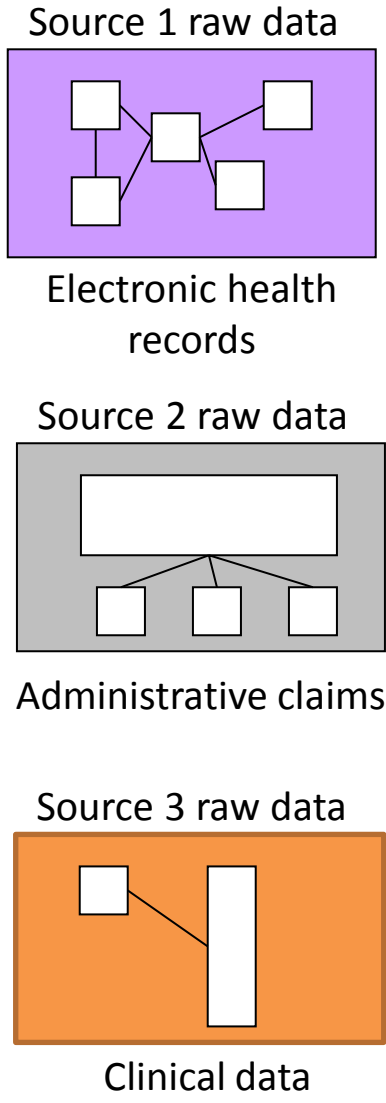 Source 1 raw data
Electronic health
records
Source 2 raw data
Administrative claims
Source 3 raw data
Clinical data